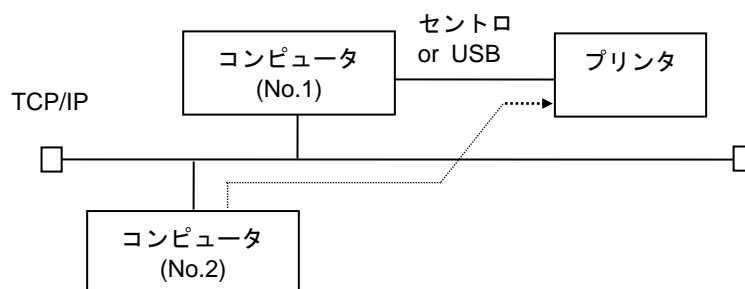 セントロ
or USB
コンピュータ
(No.1)
プリンタ
TCP/IP
コンピュータ
(No.2)